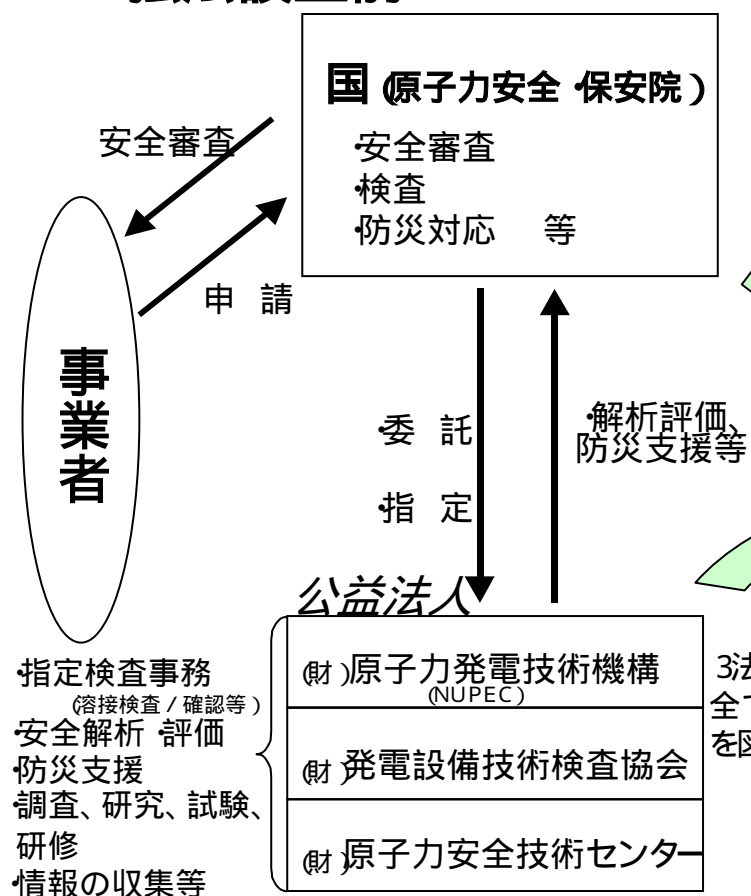 国（原子力安全・保安院）
・安全審査
・検査
・防災対応　等
安全審査
申　請
事業者
・委　託
・指　定
・解析評価、
防災支援等
公益法人
・指定検査事務
（溶接検査／確認等）
・安全解析・評価
・防災支援
・調査、研究、試験、
研修
・情報の収集等
（財）原子力発電技術機構
（NUPEC）
（財）発電設備技術検査協会
（財）原子力安全技術センター
3法
全て
を図